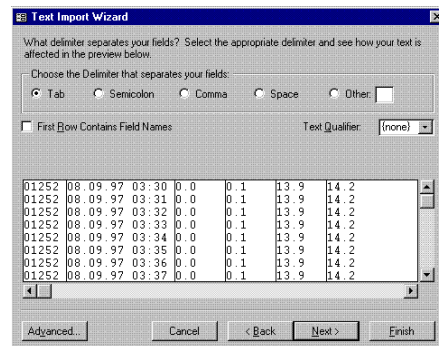 Text Import Wizard
What delimiter separates your fields? Select the appropriate delimiter and see how your text is
affected in the preview below.
Choose the Delimiter that separates your fields:
Tab Semicolon Comma Space Other:
First Row Contains Field Names Text Qualifier: {none}
01252 08.09.97 03:30 0.0 0.1 13.9 14.2
01252 08.09.97 03:31 0.0 0.1 13.9 14.2
01252 08.09.97 03:32 0.0 0.1 13.9 14.2
01252 08.09.97 03:33 0.0 0.1 13.9 14.2
01252 08.09.97 03:34 0.0 0.1 13.9 14.2
01252 08.09.97 03:35 0.0 0.1 13.9 14.2
01252 08.09.97 03:36 0.0 0.1 13.9 14.2
01252 08.09.97 03:37 0.0 0.1 13.9 14.2
Advanced... Cancel < Back Next > Finish